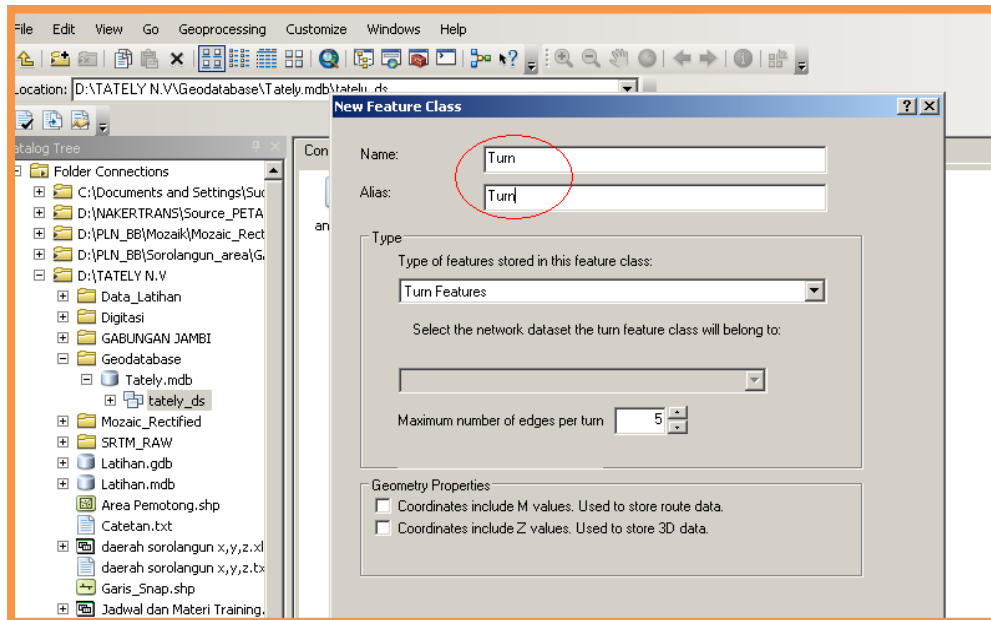 File Edit View Go Geoprocessing Customize Windows Help
Location: D:\TATELY N.V\Geodatabase\Tately.mdb\tately_ds
New Feature Class
Catalog Tree
Con
Folder Connections
C:\Documents and Settings\Suc
D:\NAKERTRANS\Source_PETA
D:\PLN_BB\Mozaik\Mozaic_Rect
D:\PLN_BB\Sorolangun_area\G
D:\TATELY N.V
Data_Latihan
Digitasi
GABUNGAN JAMBI
Geodatabase
Tately.mdb
tately_ds
Mozaic_Rectified
SRTM_RAW
Latihan.gdb
Latihan.mdb
Area Pemotong.shp
Catetan.txt
daerah sorolangun x,y,z.xl
daerah sorolangun x,y,z.tx
Garis_Snap.shp
Jadwal dan Materi Training.
an
Name: Turn
Alias: Turn
Type
Type of features stored in this feature class:
Turn Features
Select the network dataset the turn feature class will belong to:
Maximum number of edges per turn 5
Geometry Properties
Coordinates include M values. Used to store route data.
Coordinates include Z values. Used to store 3D data.